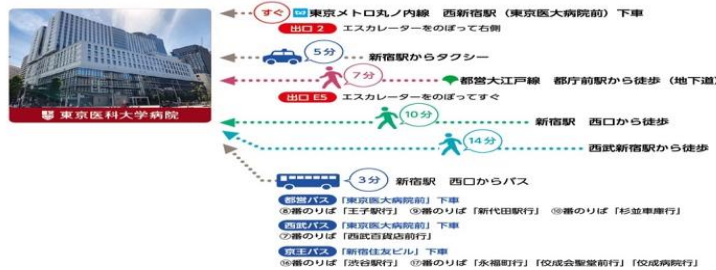 すぐ 東京メトロ丸ノ内線 西新宿駅（東京医大病院前）下車
出口 2 エスカレーターをのぼって右側
5分 新宿駅からタクシー
7分 都営大江戸線 都庁前駅から徒歩（地下道）
出口 E5 エスカレーターをのぼってすぐ
東京医科大学病院
10分 新宿駅 西口から徒歩
14分 西武新宿駅から徒歩
3分 新宿駅 西口からバス
都営バス 「東京医大病院前」下車
⑧番のりば「王子駅行」 ⑨番のりば「新代田駅行」 ⑩番のりば「杉並車庫行」
西武バス 「東京医大病院前」下車
⑦番のりば「西武百貨店前行」
京王バス 「新宿住友ビル」下車
⑯番のりば「渋谷駅行」 ⑰番のりば「永福町行」「佼成会聖堂前行」「佼成病院行」